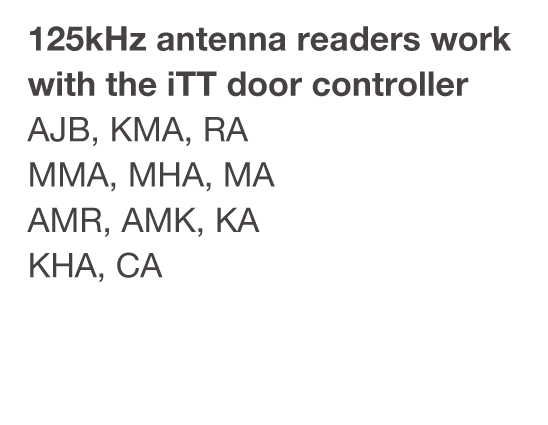 125kHz antenna readers work
with the iTT door controller
AJB, KMA, RA
MMA, MHA, MA
AMR, AMK, KA
KHA, CA